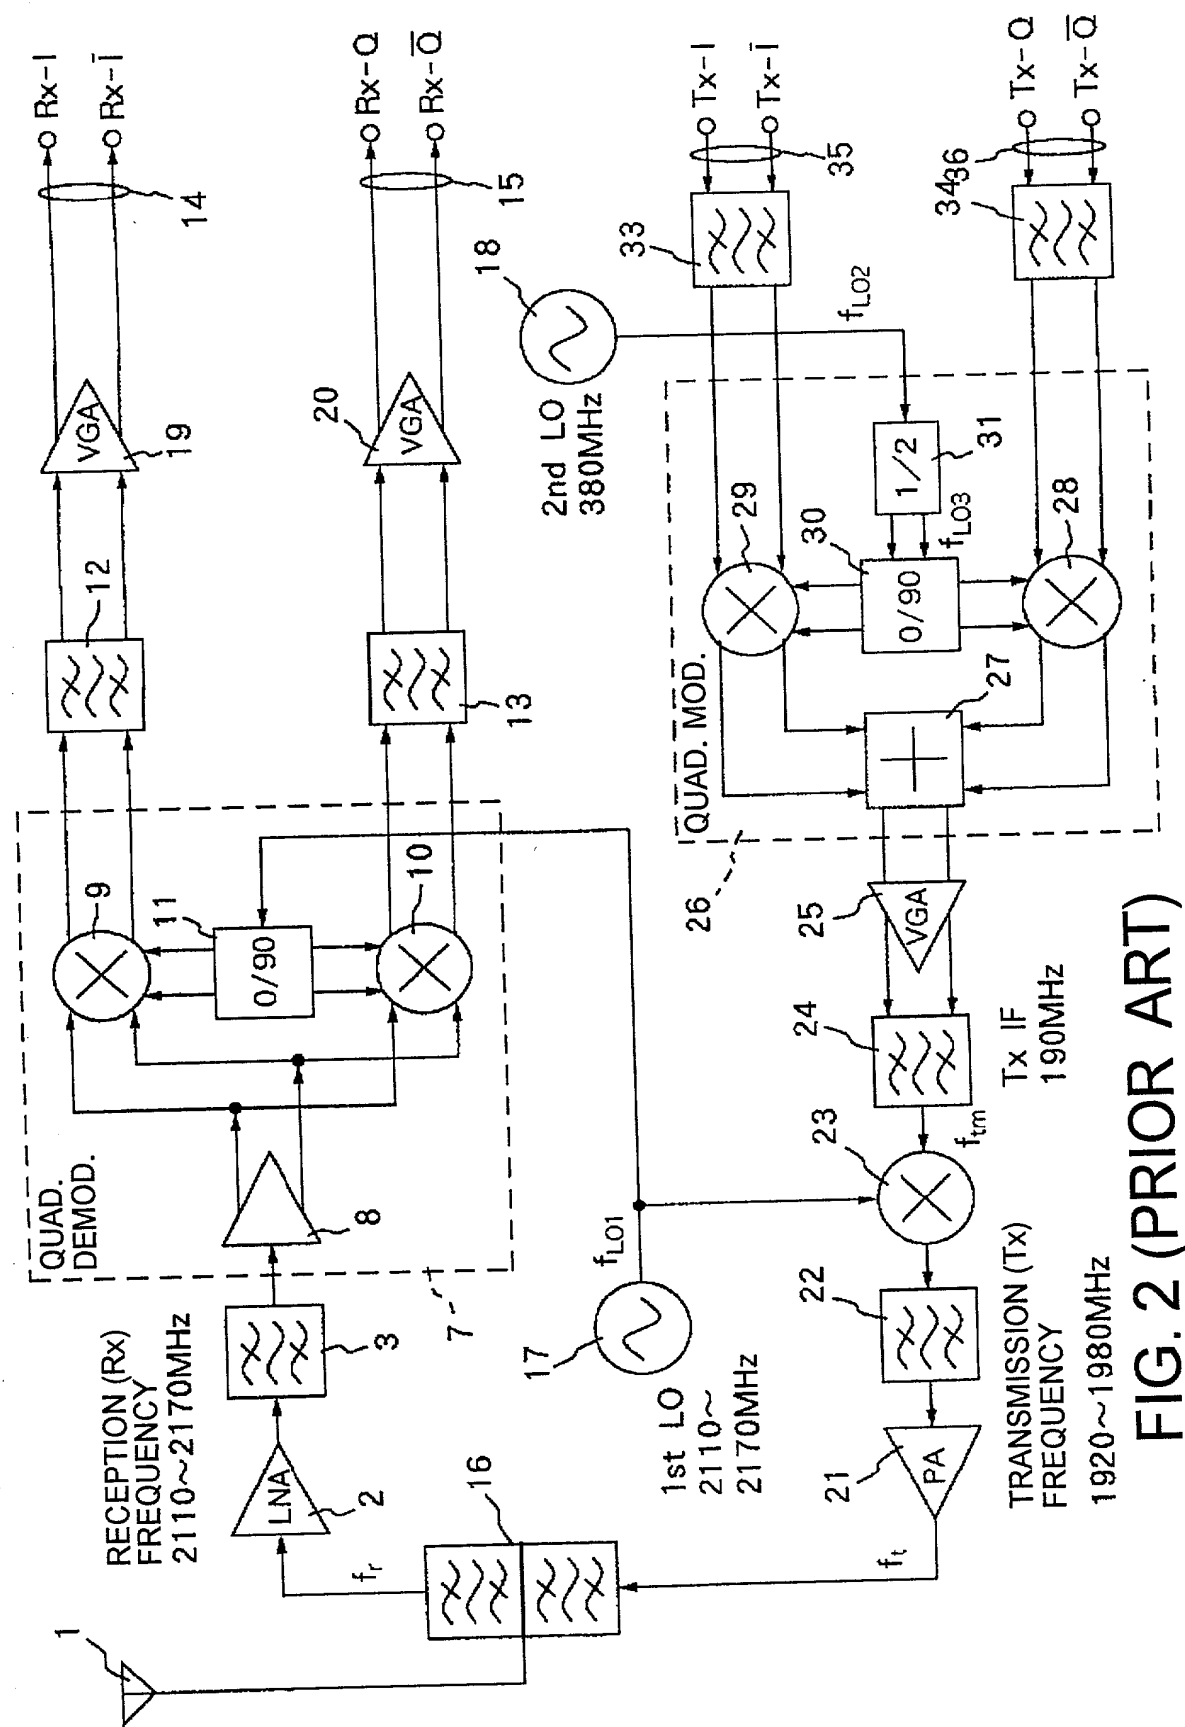 1
RECEPTION (Rx)
FREQUENCY
2110~2170MHz
fr
LNA
2
3
16
QUAD.
DEMOD.
7
8
9
11
0/90
10
12
13
VGA
19
20
VGA
14
15
Rx-I
Rx-Ī
Rx-Q
Rx-Q̅
17
1st LO
2110~
2170MHz
fLO1
18
2nd LO
380MHz
fLO2
ft
21
PA
22
TRANSMISSION (Tx)
FREQUENCY
1920~1980MHz
23
ftm
24
Tx IF
190MHz
25
VGA
26
QUAD. MOD.
27
28
29
30
0/90
fLO3
1/2
31
33
34
35
36
Tx-I
Tx-Ī
Tx-Q
Tx-Q̅
FIG. 2 (PRIOR ART)